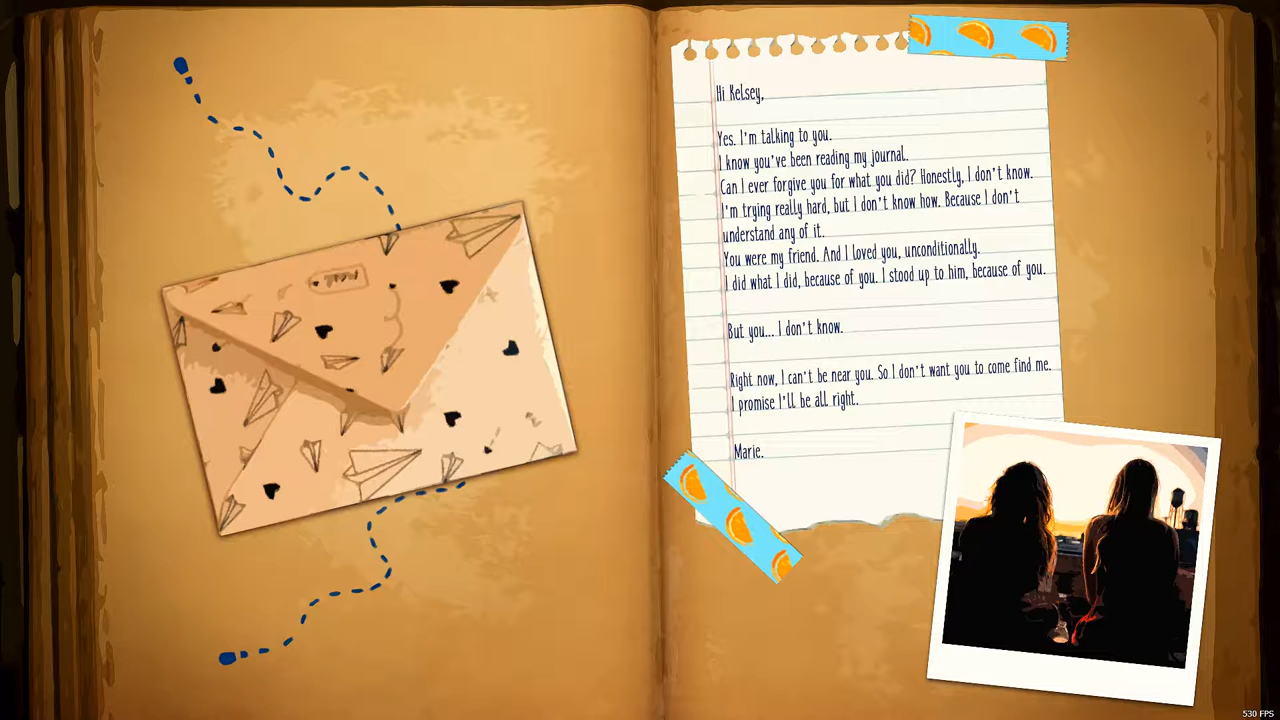 Hi Kelsey,
Yes. I'm talking to you.
I know you've been reading my journal.
Can I ever forgive you for what you did? Honestly, I don't know.
I'm trying really hard, but I don't know how. Because I don't
understand any of it.
You were my friend. And I loved you, unconditionally.
I did what I did, because of you. I stood up to him, because of you.
But you... I don't know.
Right now, I can't be near you. So I don't want you to come find me.
I promise I'll be all right.
Marie.
530 FPS